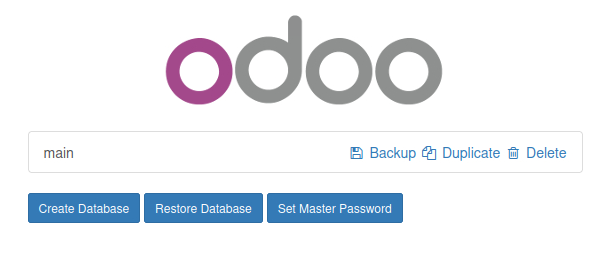 odoo
main Backup Duplicate Delete
Create Database Restore Database Set Master Password